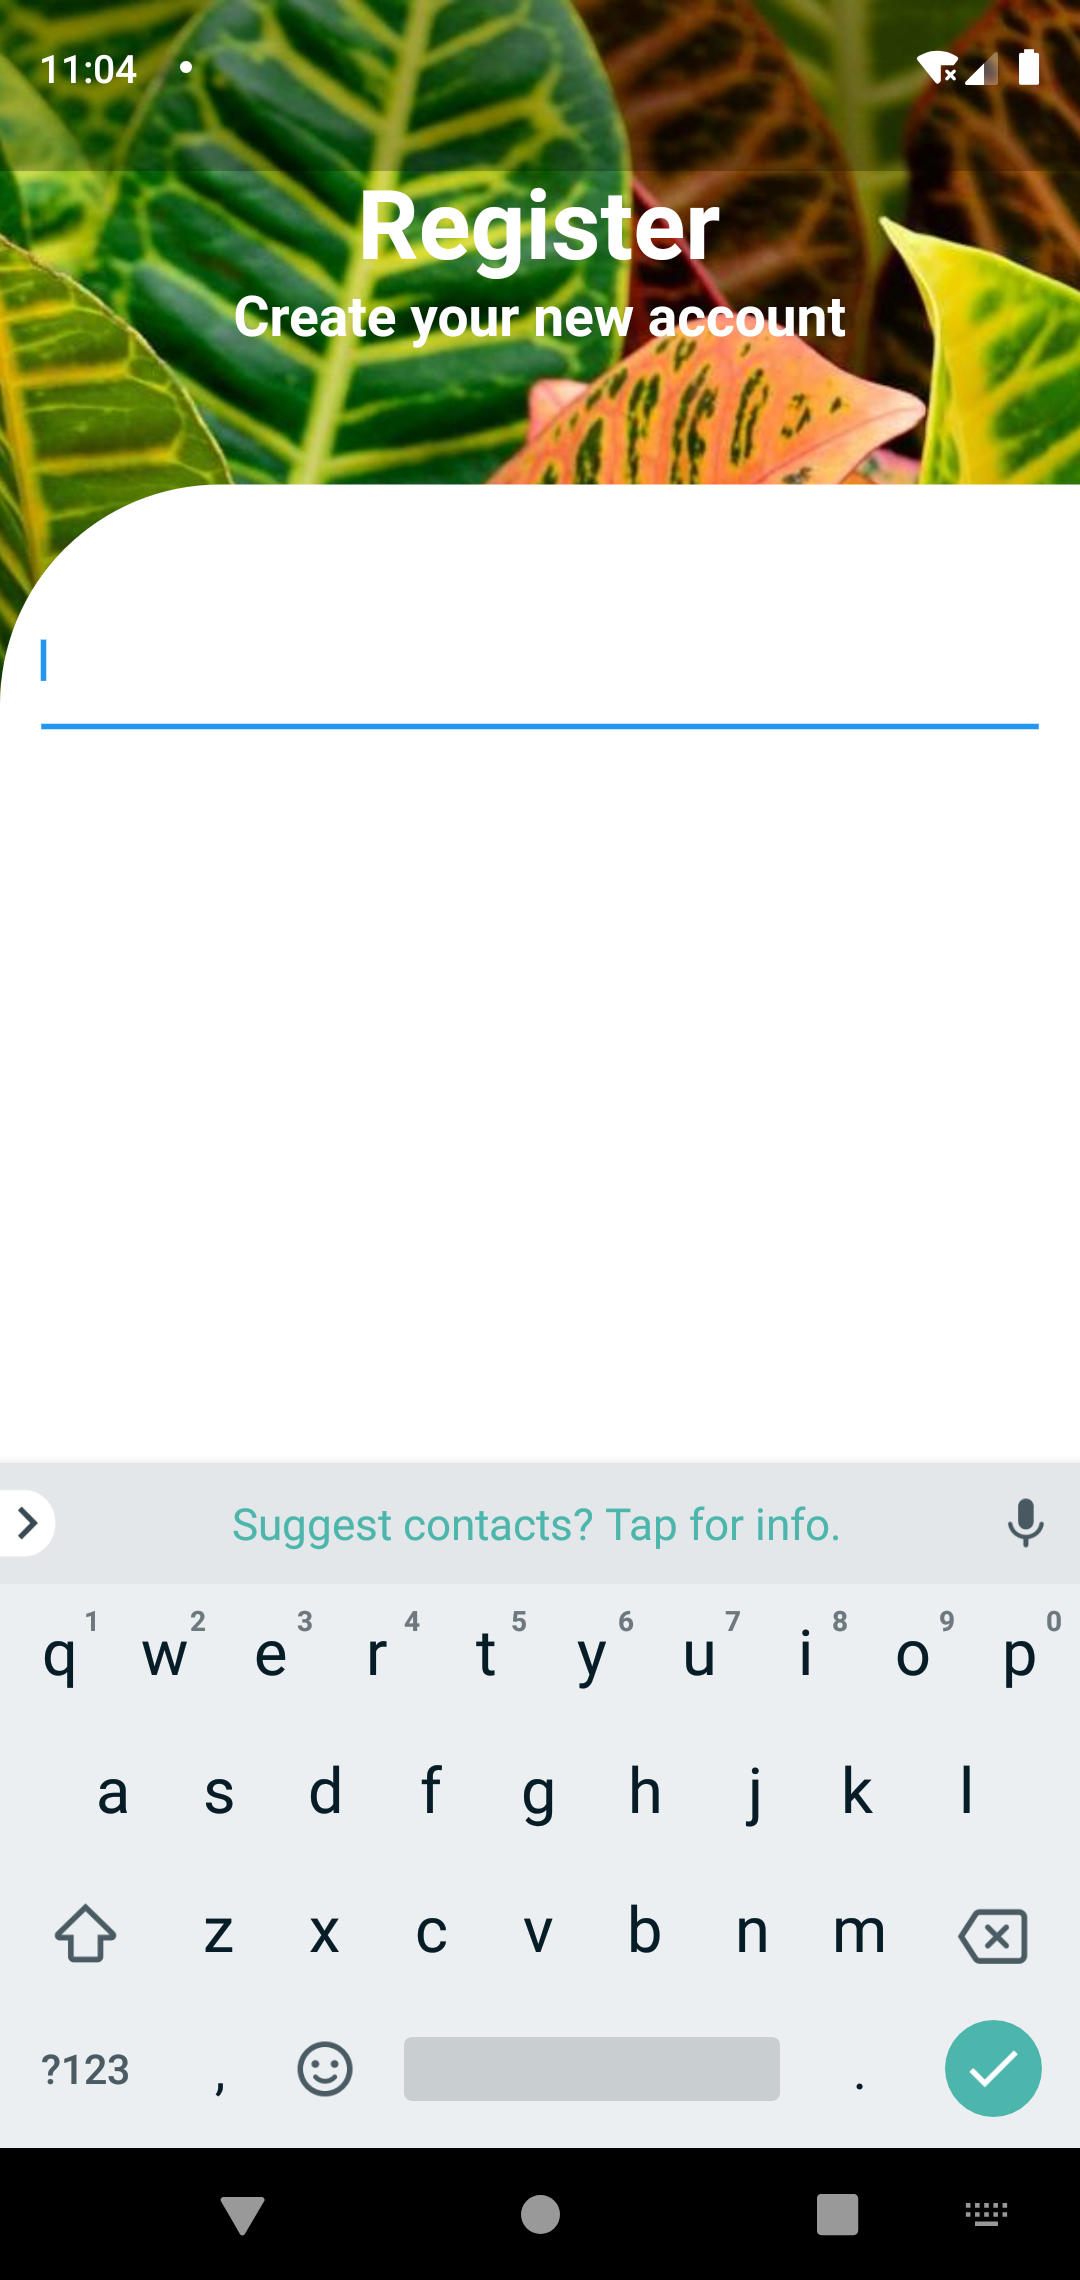 11:04
Register
Create your new account
Suggest contacts? Tap for info.
1 2 3 4 5 6 7 8 9 0
q w e r t y u i o p
a s d f g h j k l
z x c v b n m
?123 , .